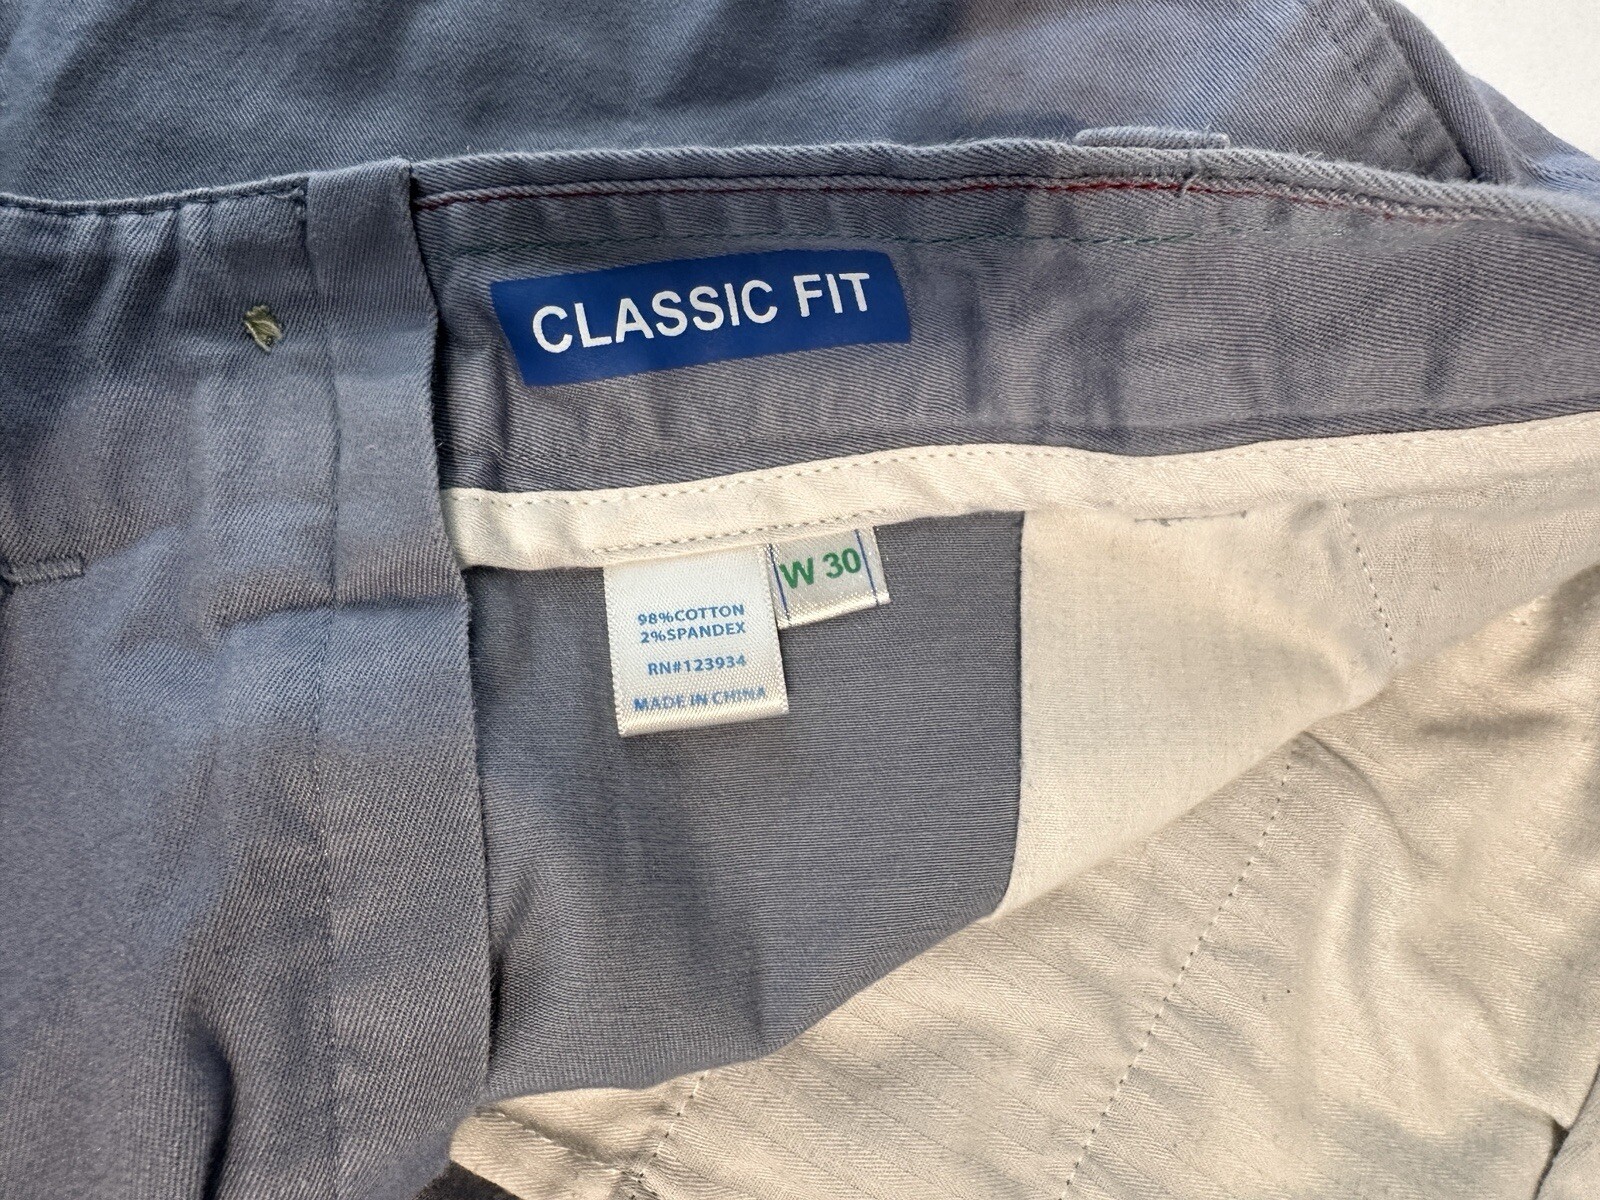 CLASSIC FIT
W 30
98%COTTON
2%SPANDEX
RN#123934
MADE IN CHINA